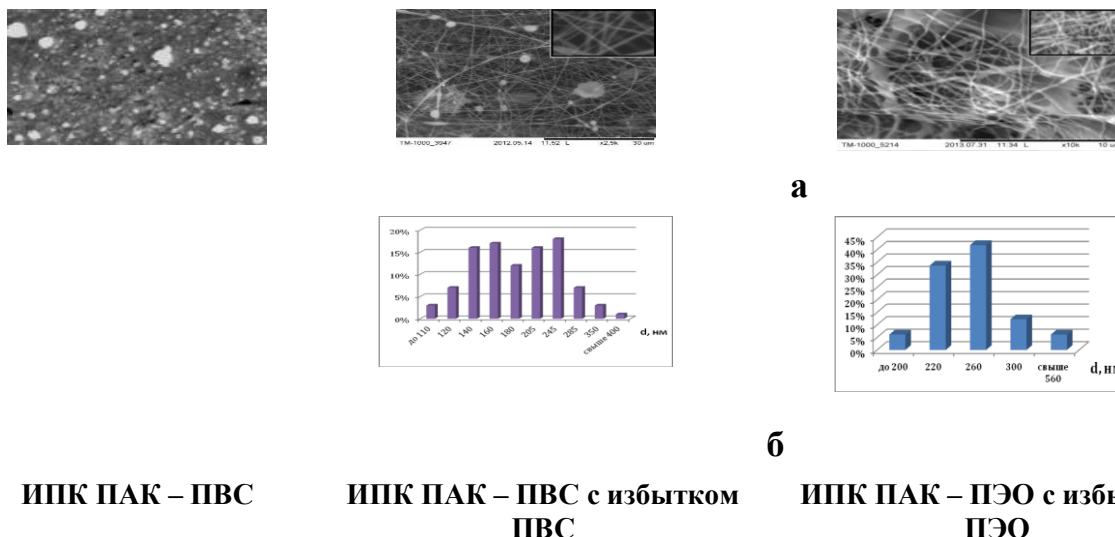 TM-1000_3947 2012.05.14 11:52 L x2,5k 30 um
TM-1000_5214 2013.07.31 11:34 L x10k 10 u
а
20%
15%
10%
5%
0%
до 110 120 140 160 180 205 245 285 350 свыше 400
d, нм
45%
40%
35%
30%
25%
20%
15%
10%
5%
0%
до 200 220 260 300 свыше
560
d, н
б
ИПК ПАК – ПВС
ИПК ПАК – ПВС с избытком
ПВС
ИПК ПАК – ПЭО с избы
ПЭО